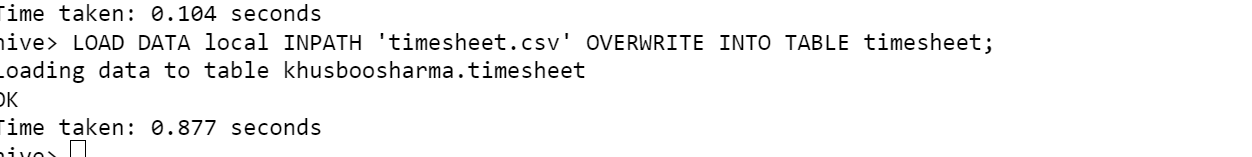 Time taken: 0.104 seconds
hive> LOAD DATA local INPATH 'timesheet.csv' OVERWRITE INTO TABLE timesheet;
Loading data to table khusboosharma.timesheet
OK
Time taken: 0.877 seconds
hive>